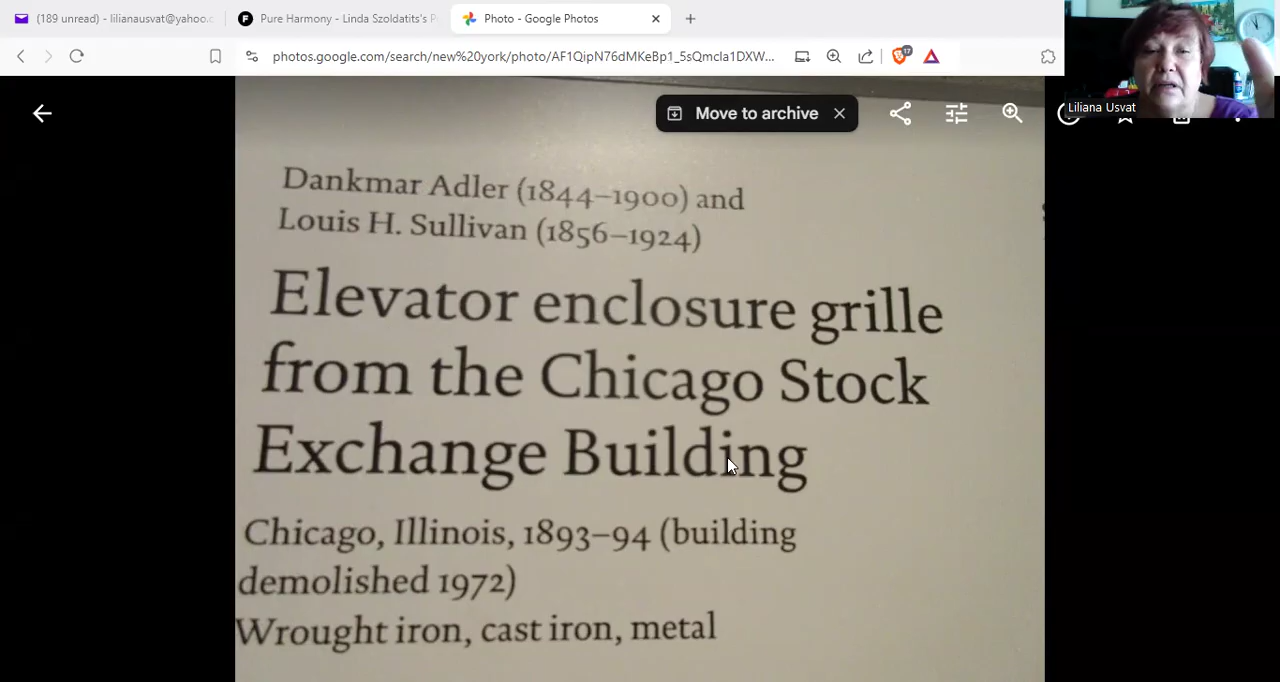 (189 unread) - lilianausvat@yahoo.c
Pure Harmony - Linda Szoldatits's P
Photo - Google Photos
photos.google.com/search/new%20york/photo/AF1QipN76dMKeBp1_5sQmcla1DXW...
17
Liliana Usvat
Move to archive
Dankmar Adler (1844–1900) and
Louis H. Sullivan (1856–1924)
Elevator enclosure grille
from the Chicago Stock
Exchange Building
Chicago, Illinois, 1893–94 (building
demolished 1972)
Wrought iron, cast iron, metal